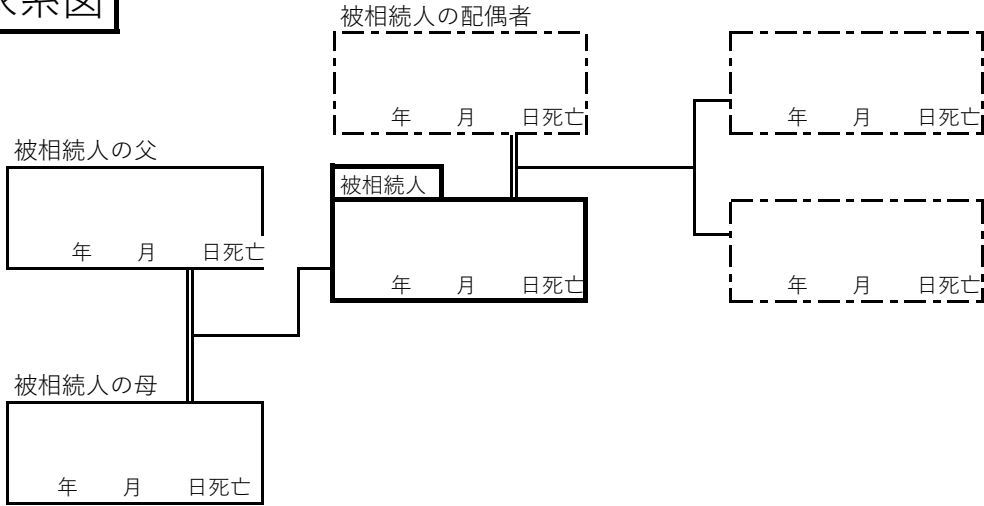 系図
被相続人の配偶者
年 月 日死亡
年 月 日死亡
被相続人の父
年 月 日死亡
被相続人
年 月 日死亡
年 月 日死亡
被相続人の母
年 月 日死亡